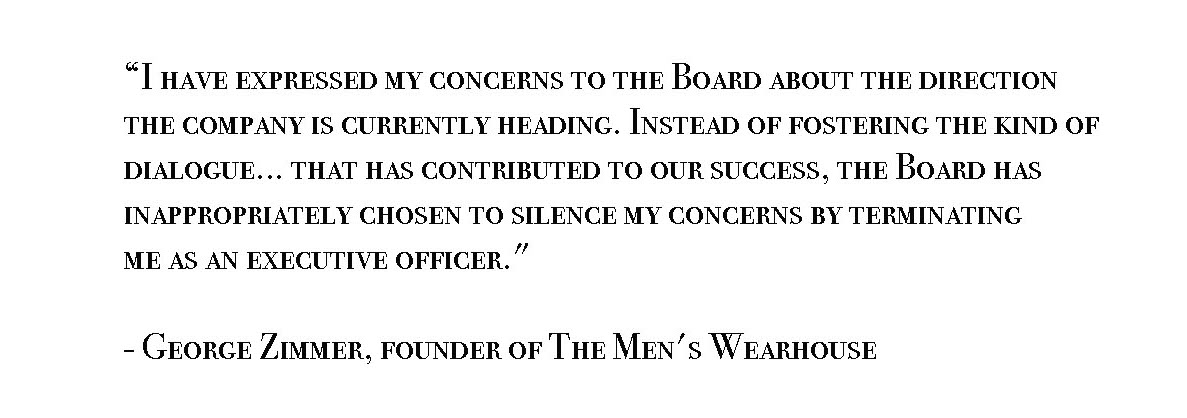 “I have expressed my concerns to the Board about the direction
the company is currently heading. Instead of fostering the kind of
dialogue... that has contributed to our success, the Board has
inappropriately chosen to silence my concerns by terminating
me as an executive officer."
- George Zimmer, founder of The Men's Wearhouse